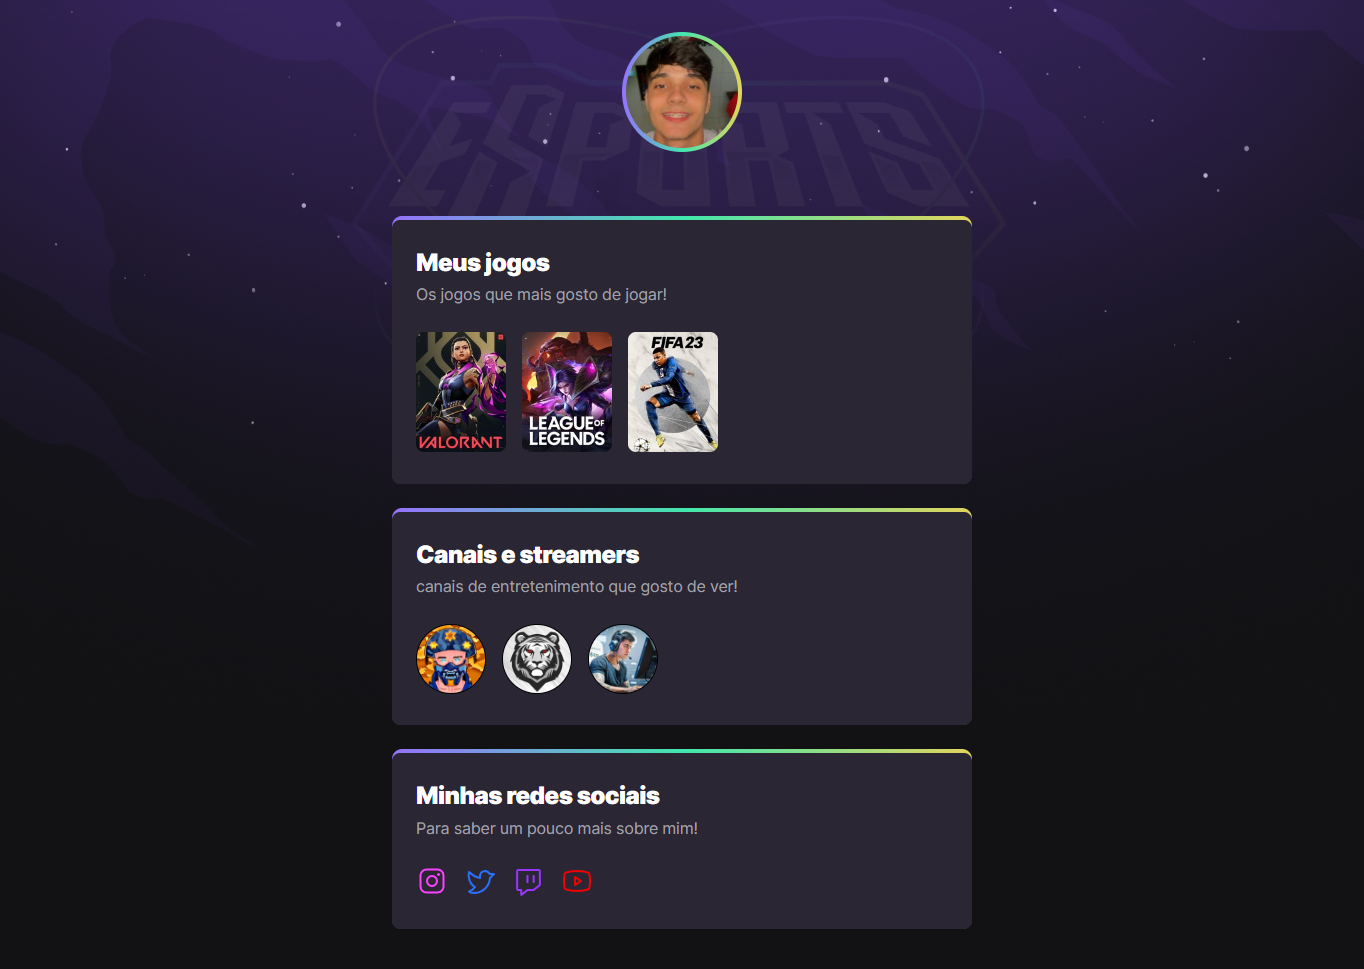 ESPORTS
Meus jogos
Os jogos que mais gosto de jogar!
VALORANT
LEAGUE OF
LEGENDS
FIFA 23
Canais e streamers
canais de entretenimento que gosto de ver!
Minhas redes sociais
Para saber um pouco mais sobre mim!